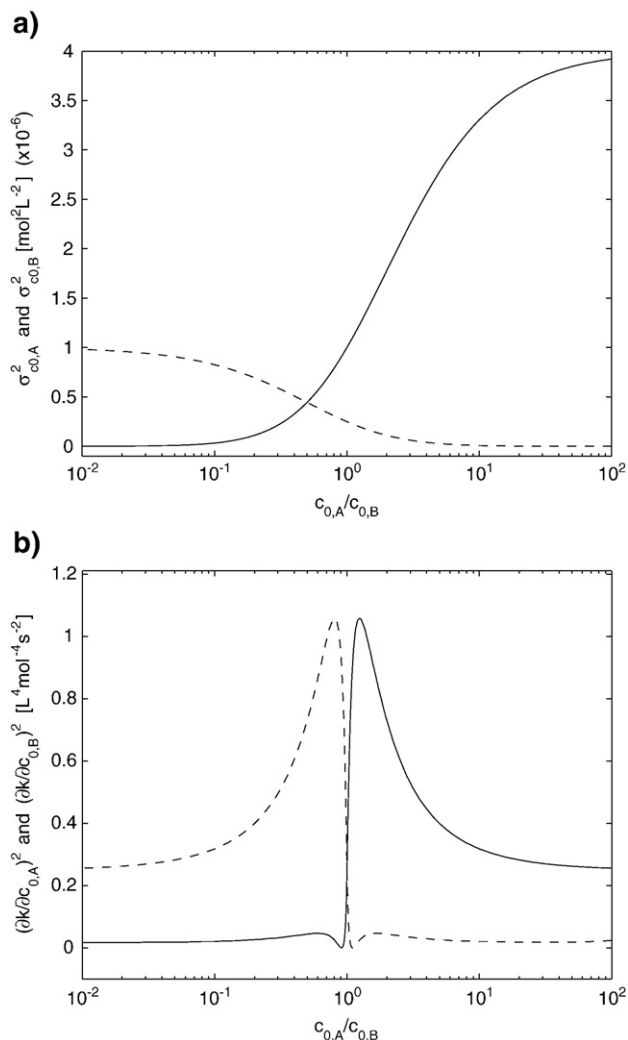 a)
4
3.5
3
2.5
2
1.5
1
0.5
0
σ²c0,A and σ²c0,B [mol²L⁻²] (x10⁻⁶)
10⁻² 10⁻¹ 10⁰ 10¹ 10²
c0,A/c0,B
b)
1.2
1
0.8
0.6
0.4
0.2
0
(∂k/∂c0,A)² and (∂k/∂c0,B)² [L⁴mol⁻⁴s⁻²]
10⁻² 10⁻¹ 10⁰ 10¹ 10²
c0,A/c0,B